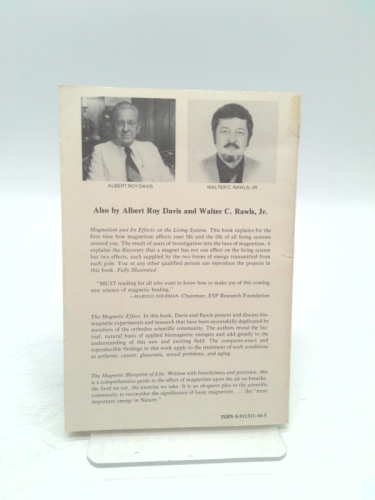 ALBERT ROY DAVIS
WALTER C. RAWLS, JR
Also by Albert Roy Davis and Walter C. Rawls, Jr.
Magnetism and Its Effects on the Living System. This book explains for the
first time how magnetism affects your life and the life of all living systems
around you. The result of years of investigation into the laws of magnetism, it
explains the discovery that a magnet has not one effect on the living system
but two effects, each supplied by the two forms of energy transmitted from
each pole. You or any other qualified person can reproduce the projects in
this book. Fully Illustrated
"MUST reading for all who want to know how to make use of this coming
new science of magnetic healing."
—HAROLD SHERMAN, Chairman, ESP Research Foundation
The Magnetic Effect. In this book, Davis and Rawls present and discuss bio-
magnetic experiments and research that have been successfully duplicated by
members of the orthodox scientific community. The authors reveal the fac-
tual, natural basis of applied biomagnetic energies and add greatly to the
understanding of this new and exciting field. The computer-exact and
reproducible findings in this work apply to the treatment of such conditions
as arthritis, cancer, glaucoma, sexual problems, and aging.
The Magnetic Blueprint of Life. Written with forcefulness and precision, this
is a comprehensive guide to the effect of magnetism upon the air we breathe,
the food we eat, the exercise we take. It is an eloquent plea to the scientific
community to reconsider the significance of basic magnetism . . . the "most
important energy in Nature."
ISBN 0-911311-16-5